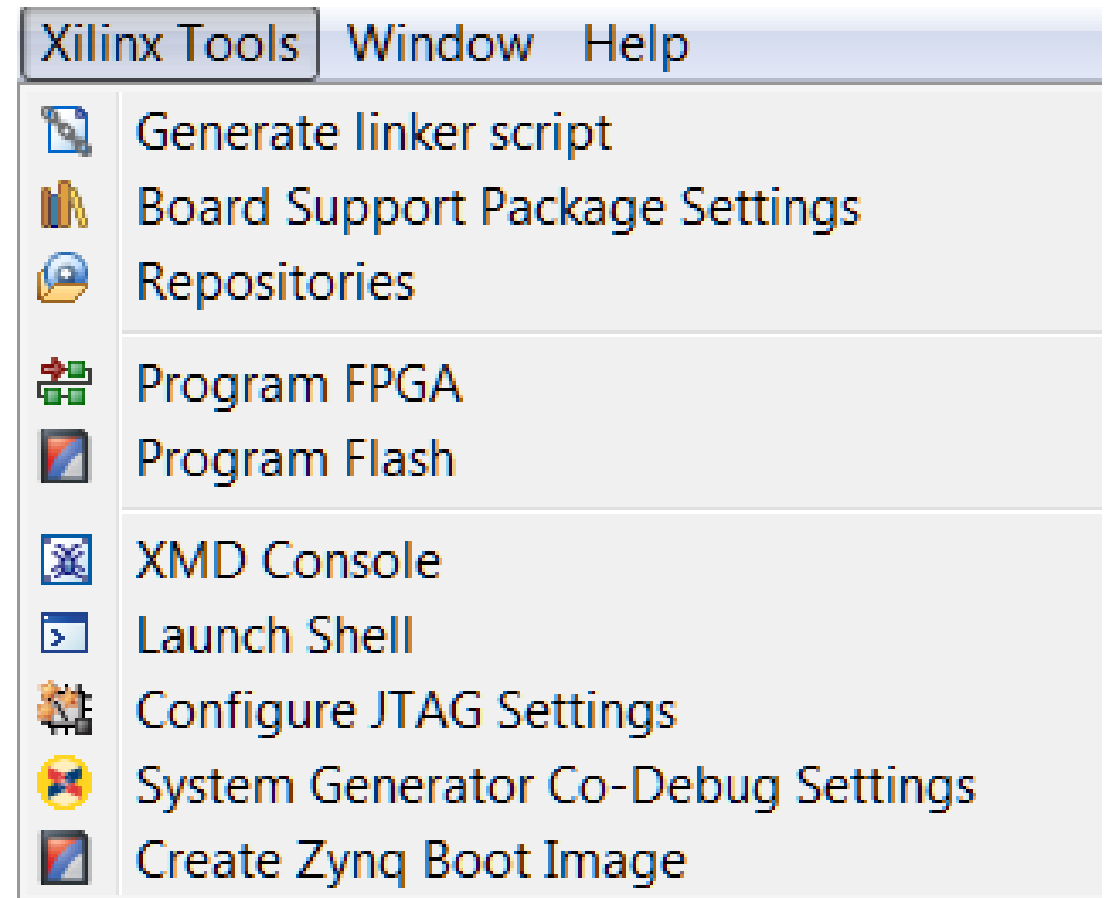 Xilinx Tools Window Help
Generate linker script
Board Support Package Settings
Repositories
Program FPGA
Program Flash
XMD Console
Launch Shell
Configure JTAG Settings
System Generator Co-Debug Settings
Create Zynq Boot Image